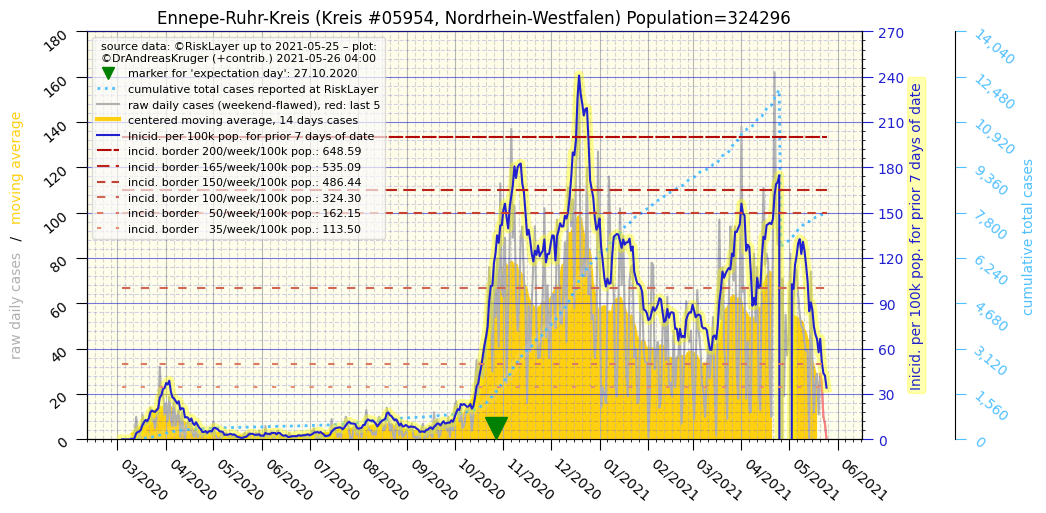 Ennepe-Ruhr-Kreis (Kreis #05954, Nordrhein-Westfalen) Population=324296
source data: ©RiskLayer up to 2021-05-25 – plot:
©DrAndreasKruger (+contrib.) 2021-05-26 04:00
marker for 'expectation day': 27.10.2020
cumulative total cases reported at RiskLayer
raw daily cases (weekend-flawed), red: last 5
centered moving average, 14 days cases
Inicid. per 100k pop. for prior 7 days of date
incid. border 200/week/100k pop.: 648.59
incid. border 165/week/100k pop.: 535.09
incid. border 150/week/100k pop.: 486.44
incid. border 100/week/100k pop.: 324.30
incid. border 50/week/100k pop.: 162.15
incid. border 35/week/100k pop.: 113.50
raw daily cases / moving average
180
160
140
120
100
80
60
40
20
0
03/2020
04/2020
05/2020
06/2020
07/2020
08/2020
09/2020
10/2020
11/2020
12/2020
01/2021
02/2021
03/2021
04/2021
05/2021
06/2021
270
240
210
180
150
120
90
60
30
0
Inicid. per 100k pop. for prior 7 days of date
14,040
12,480
10,920
9,360
7,800
6,240
4,680
3,120
1,560
0
cumulative total cases